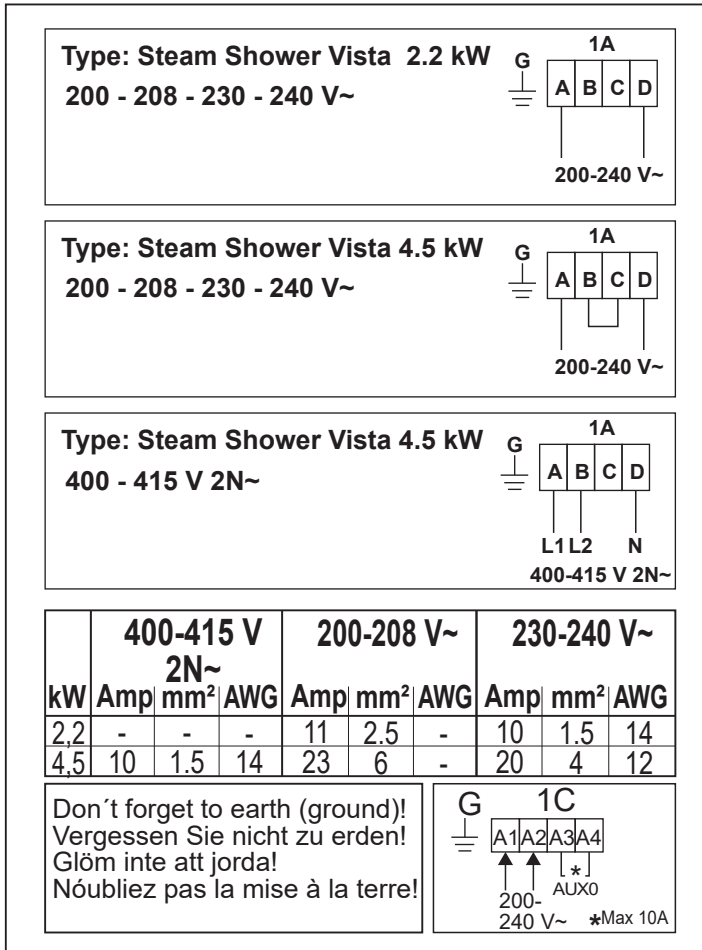 Type: Steam Shower Vista 2.2 kW
200 - 208 - 230 - 240 V~
G
1A
A B C D
200-240 V~
Type: Steam Shower Vista 4.5 kW
200 - 208 - 230 - 240 V~
G
1A
A B C D
200-240 V~
Type: Steam Shower Vista 4.5 kW
400 - 415 V 2N~
G
1A
A B C D
L1 L2 N
400-415 V 2N~
400-415 V 2N~ 200-208 V~ 230-240 V~
kW Amp mm² AWG Amp mm² AWG Amp mm² AWG
2,2 - - - 11 2.5 - 10 1.5 14
4,5 10 1.5 14 23 6 - 20 4 12
Don´t forget to earth (ground)!
Vergessen Sie nicht zu erden!
Glöm inte att jorda!
Nóubliez pas la mise à la terre!
G 1C
A1 A2 A3 A4
*
AUX0
200-
240 V~ *Max 10A